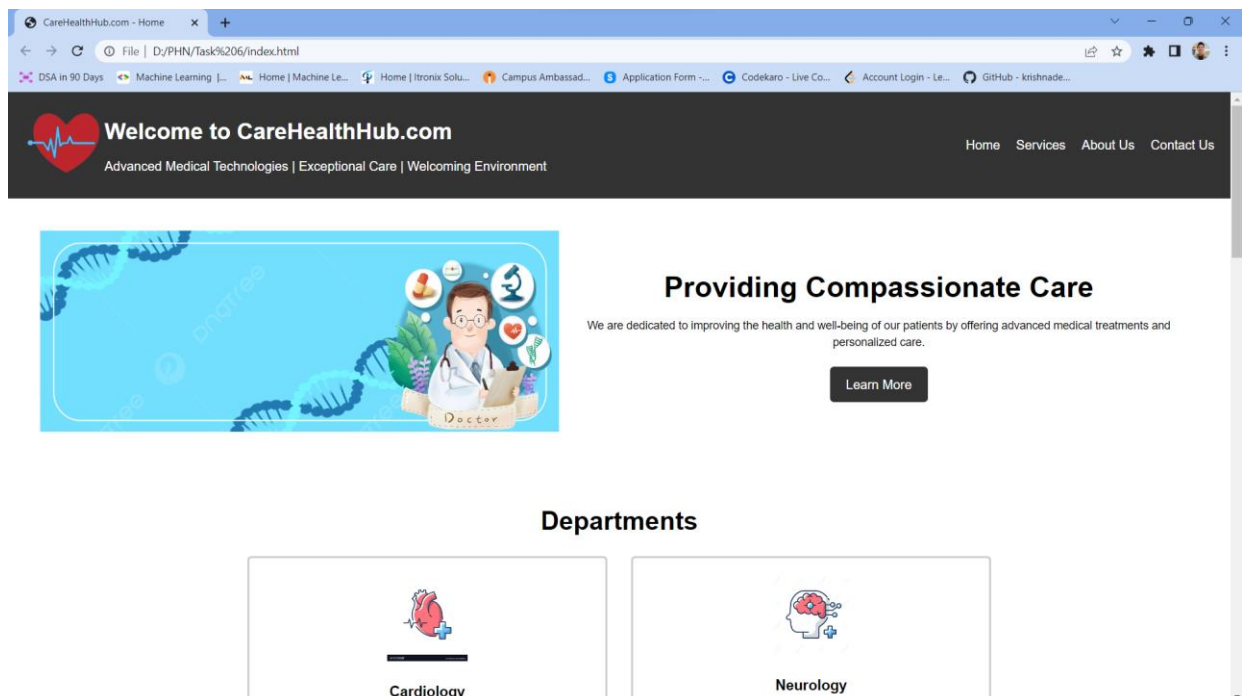 CareHealthHub.com - Home
File | D:/PHN/Task%206/index.html
DSA in 90 Days Machine Learning |... Home | Machine Le... Home | Itronix Solu... Campus Ambassad... Application Form -... Codekaro - Live Co... Account Login - Le... GitHub - krishnade...
Welcome to CareHealthHub.com
Advanced Medical Technologies | Exceptional Care | Welcoming Environment
Home Services About Us Contact Us
pngtree
Doctor
Providing Compassionate Care
We are dedicated to improving the health and well-being of our patients by offering advanced medical treatments and
personalized care.
Learn More
Departments
Cardiology
Neurology